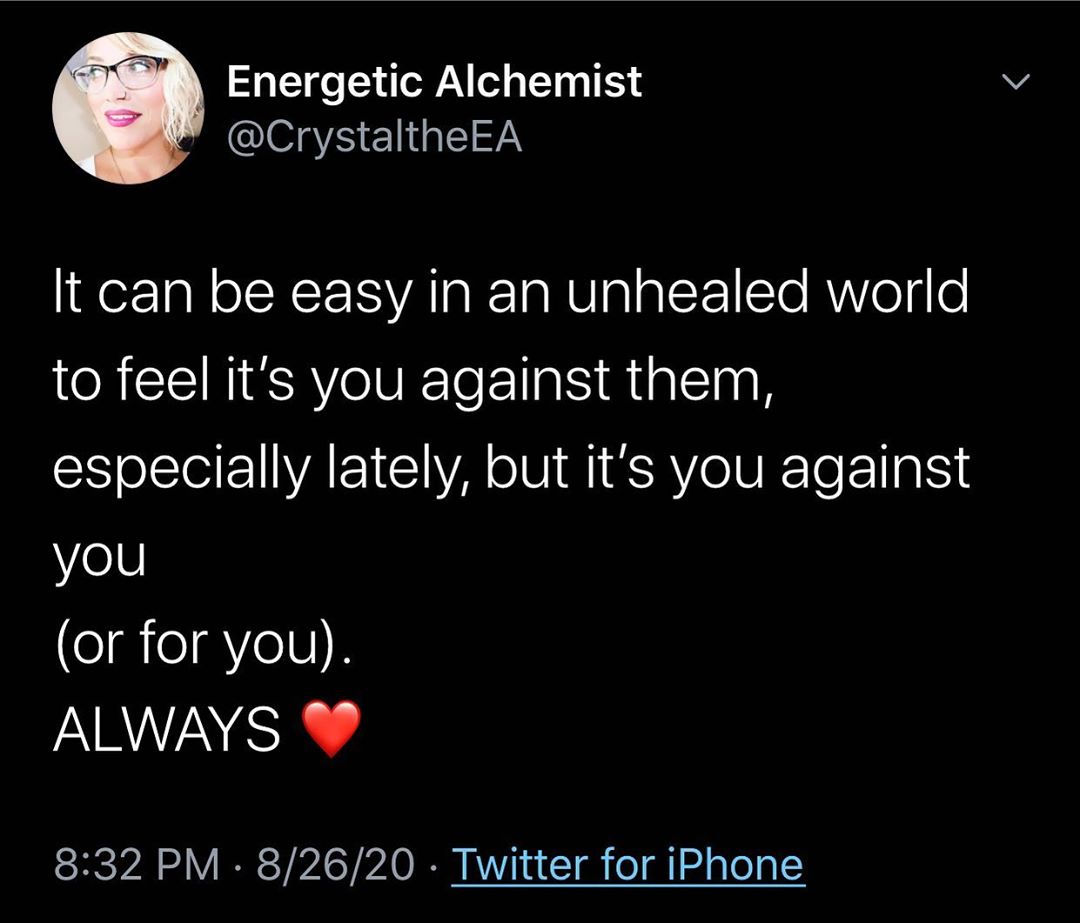 Energetic Alchemist
@CrystaltheEA
It can be easy in an unhealed world
to feel it’s you against them,
especially lately, but it’s you against
you
(or for you).
ALWAYS ❤️
8:32 PM · 8/26/20 · Twitter for iPhone